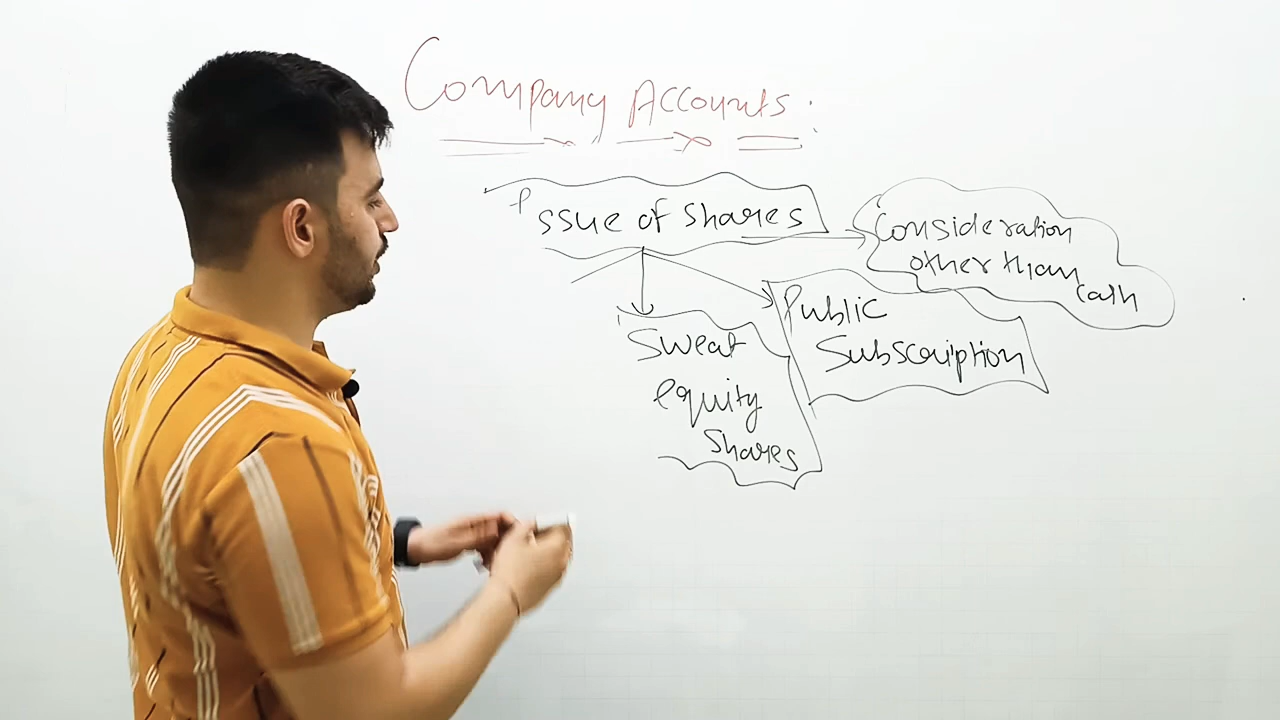 Company Accounts:
Issue of Shares
Consideration
other than
cash
Public
Subscription
Sweat
equity
Shares